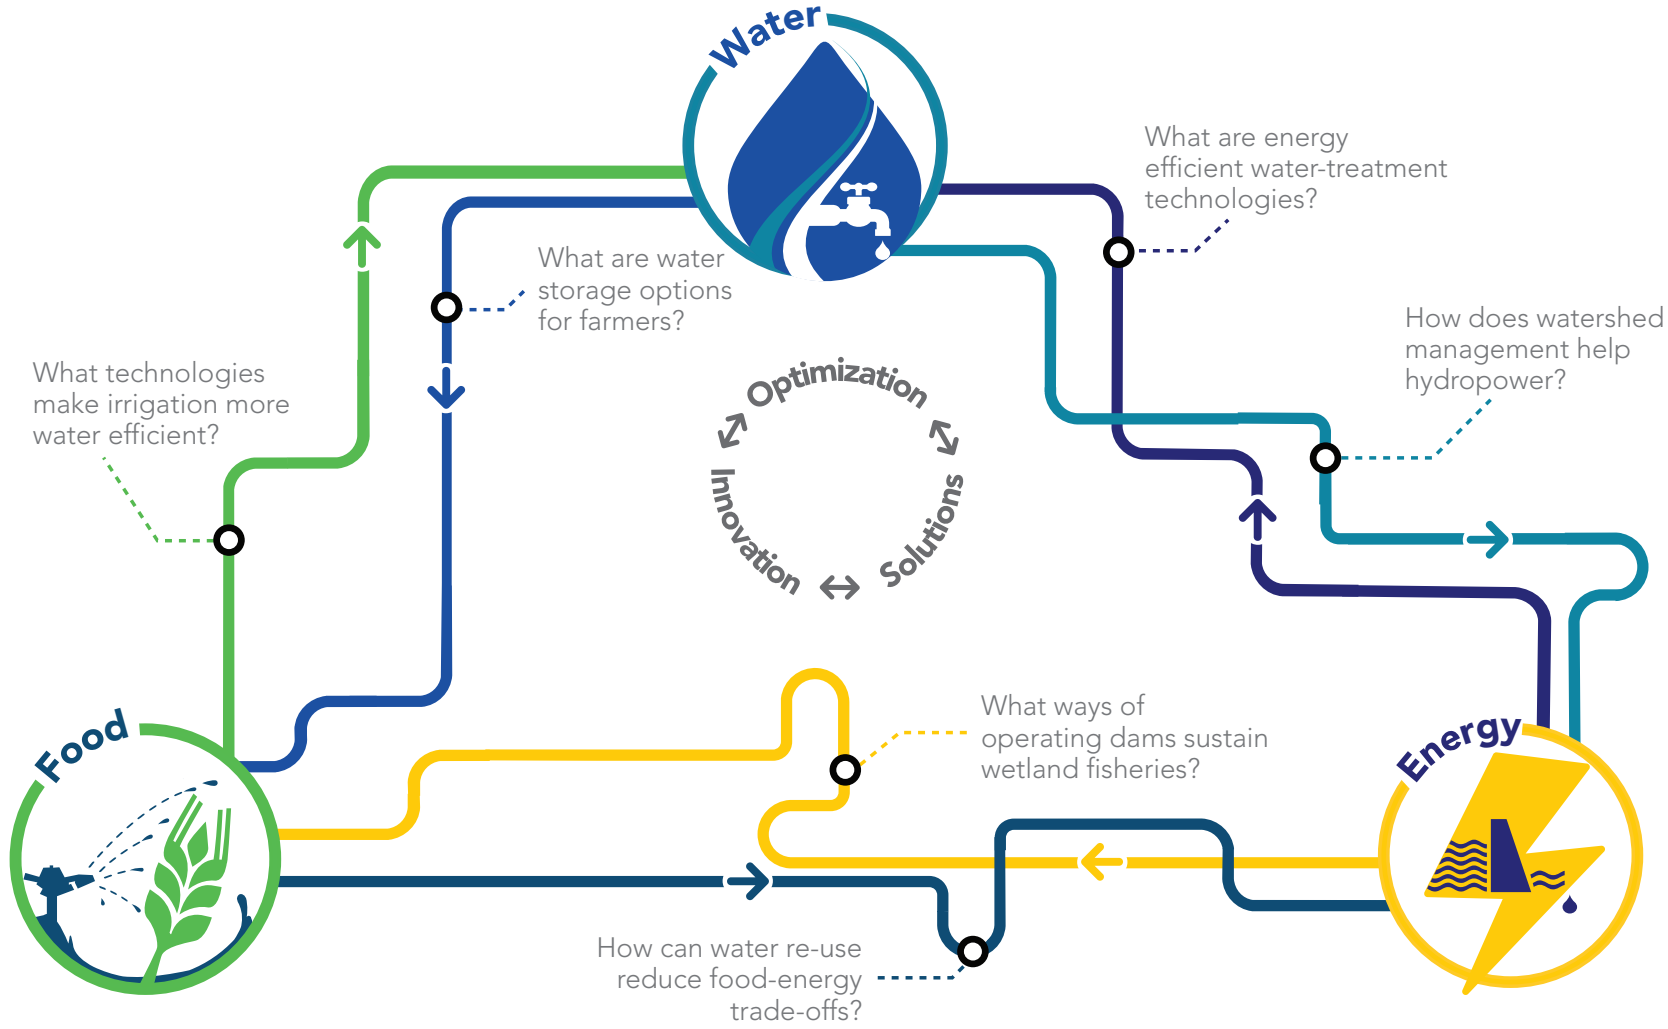 Water
What are energy
efficient water-treatment
technologies?
What are water
storage options
for farmers?
How does watershed
management help
hydropower?
What technologies
make irrigation more
water efficient?
Optimization
Innovation
Solutions
Food
What ways of
operating dams sustain
wetland fisheries?
Energy
How can water re-use
reduce food-energy
trade-offs?